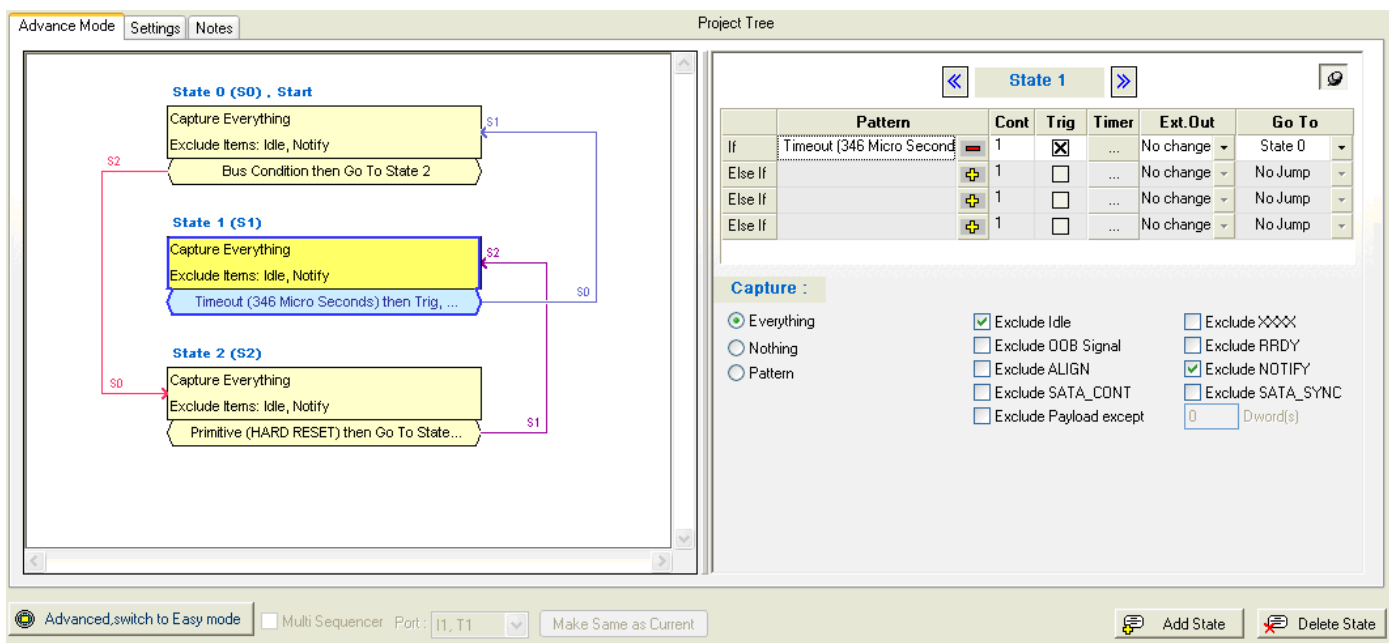 Advance Mode Settings Notes Project Tree
State 0 (S0) . Start
Capture Everything
Exclude Items: Idle, Notify
Bus Condition then Go To State 2
S1
S2
State 1 (S1)
Capture Everything
Exclude Items: Idle, Notify
Timeout (346 Micro Seconds) then Trig, ...
S2
S0
State 2 (S2)
Capture Everything
Exclude Items: Idle, Notify
Primitive (HARD RESET) then Go To State...
S0
S1
State 1
Pattern Cont Trig Timer Ext.Out Go To
If Timeout (346 Micro Second 1 ... No change State 0
Else If 1 ... No change No Jump
Else If 1 ... No change No Jump
Else If 1 ... No change No Jump
Capture :
Everything
Nothing
Pattern
Exclude Idle Exclude XXXX
Exclude OOB Signal Exclude RRDY
Exclude ALIGN Exclude NOTIFY
Exclude SATA_CONT Exclude SATA_SYNC
Exclude Payload except 0 Dword(s)
Advanced,switch to Easy mode Multi Sequencer Port : I1, T1 Make Same as Current Add State Delete State